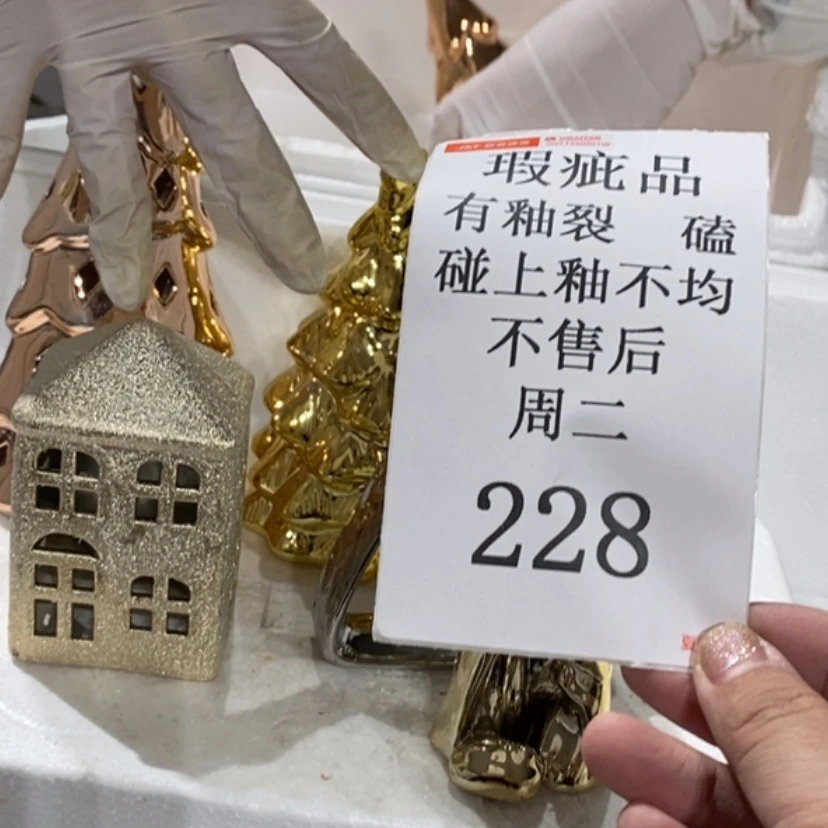 瑕疵品
有釉裂 磕
碰上釉不均
不售后
周二
228